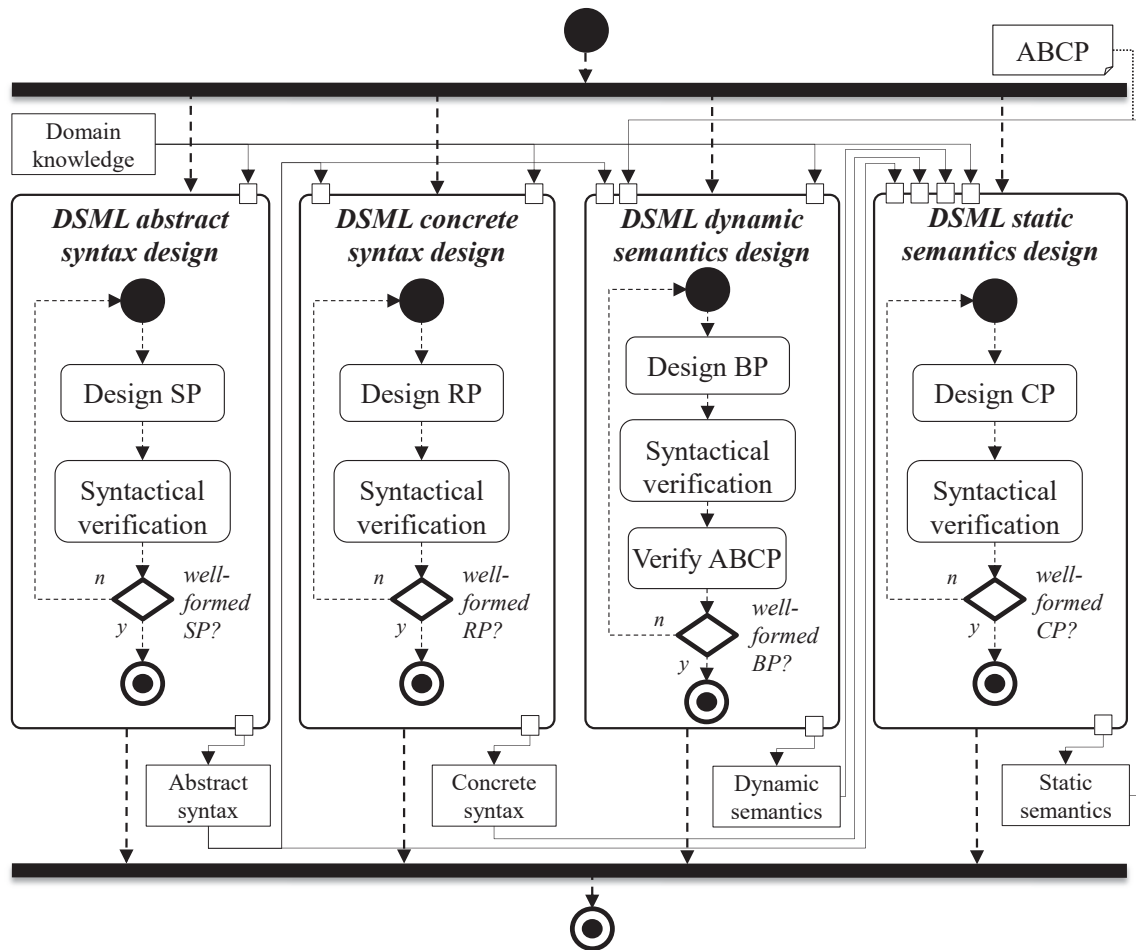 ABCP
Domain
knowledge
DSML abstract
syntax design
Design SP
Syntactical
verification
n
well-
formed
SP?
y
DSML concrete
syntax design
Design RP
Syntactical
verification
n
well-
formed
RP?
y
DSML dynamic
semantics design
Design BP
Syntactical
verification
Verify ABCP
n
well-
formed
BP?
y
DSML static
semantics design
Design CP
Syntactical
verification
n
well-
formed
CP?
y
Abstract
syntax
Concrete
syntax
Dynamic
semantics
Static
semantics